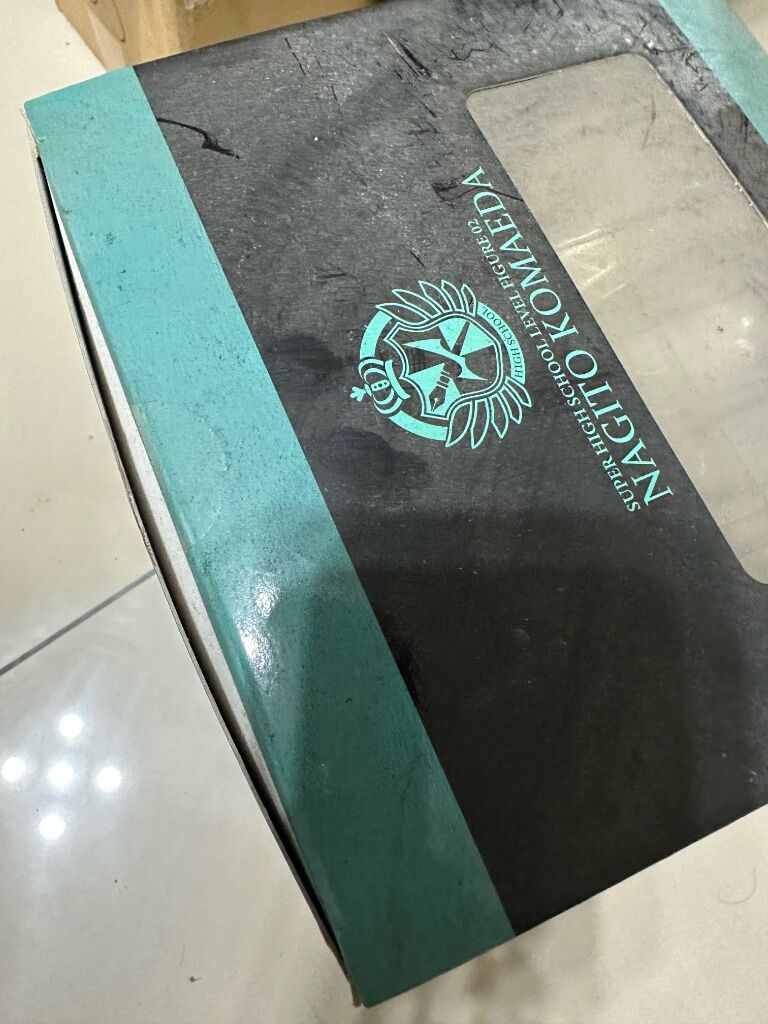 HIGH SCHOOL
SUPER HIGH SCHOOL LEVEL FIGURE 02
NAGITO KOMAEDA